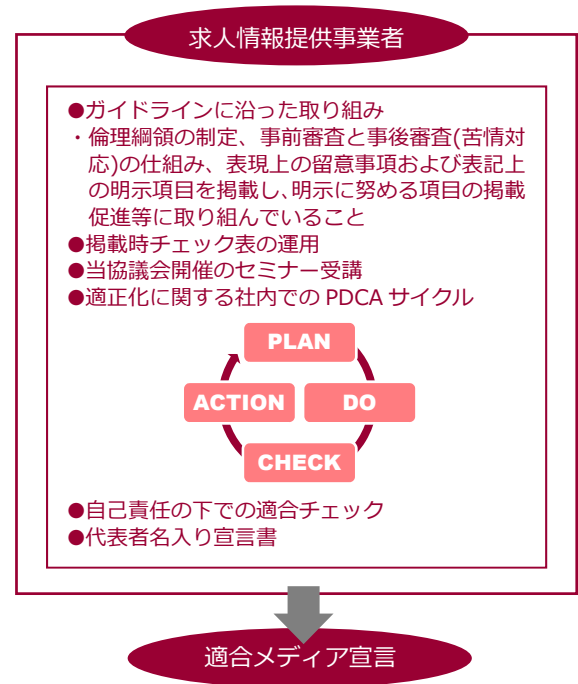 求人情報提供事業者
●ガイドラインに沿った取り組み
・倫理綱領の制定、事前審査と事後審査(苦情対
応)の仕組み、表現上の留意事項および表記上
の明示項目を掲載し、明示に努める項目の掲載
促進等に取り組んでいること
●掲載時チェック表の運用
●当協議会開催のセミナー受講
●適正化に関する社内での PDCA サイクル
PLAN
ACTION
DO
CHECK
●自己責任の下での適合チェック
●代表者名入り宣言書
適合メディア宣言